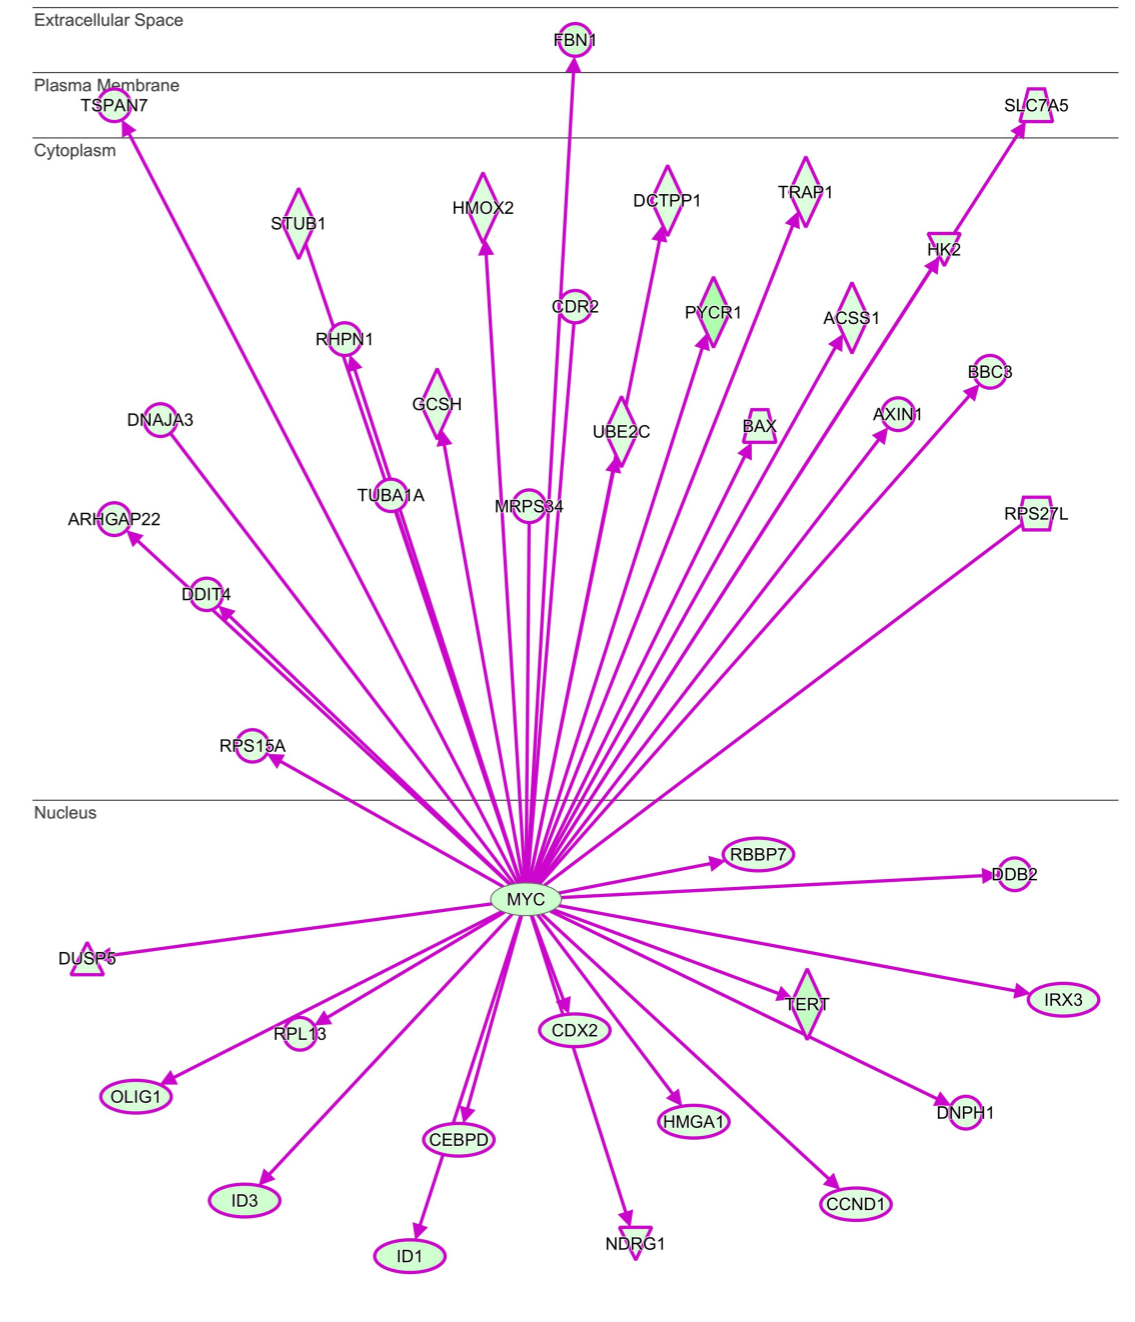 Extracellular Space
FBN1
Plasma Membrane
TSPAN7
SLC7A5
Cytoplasm
TRAP1
DCTPP1
HMOX2
STUB1
HK2
CDR2
PYCR1
ACSS1
RHPN1
BBC3
GCSH
AXIN1
DNAJA3
BAX
UBE2C
TUBA1A
MRPS34
RPS27L
ARHGAP22
DDIT4
RPS15A
Nucleus
RBBP7
DDB2
MYC
DUSP5
IRX3
TERT
CDX2
RPL13
OLIG1
DNPH1
HMGA1
CEBPD
ID3
CCND1
NDRG1
ID1